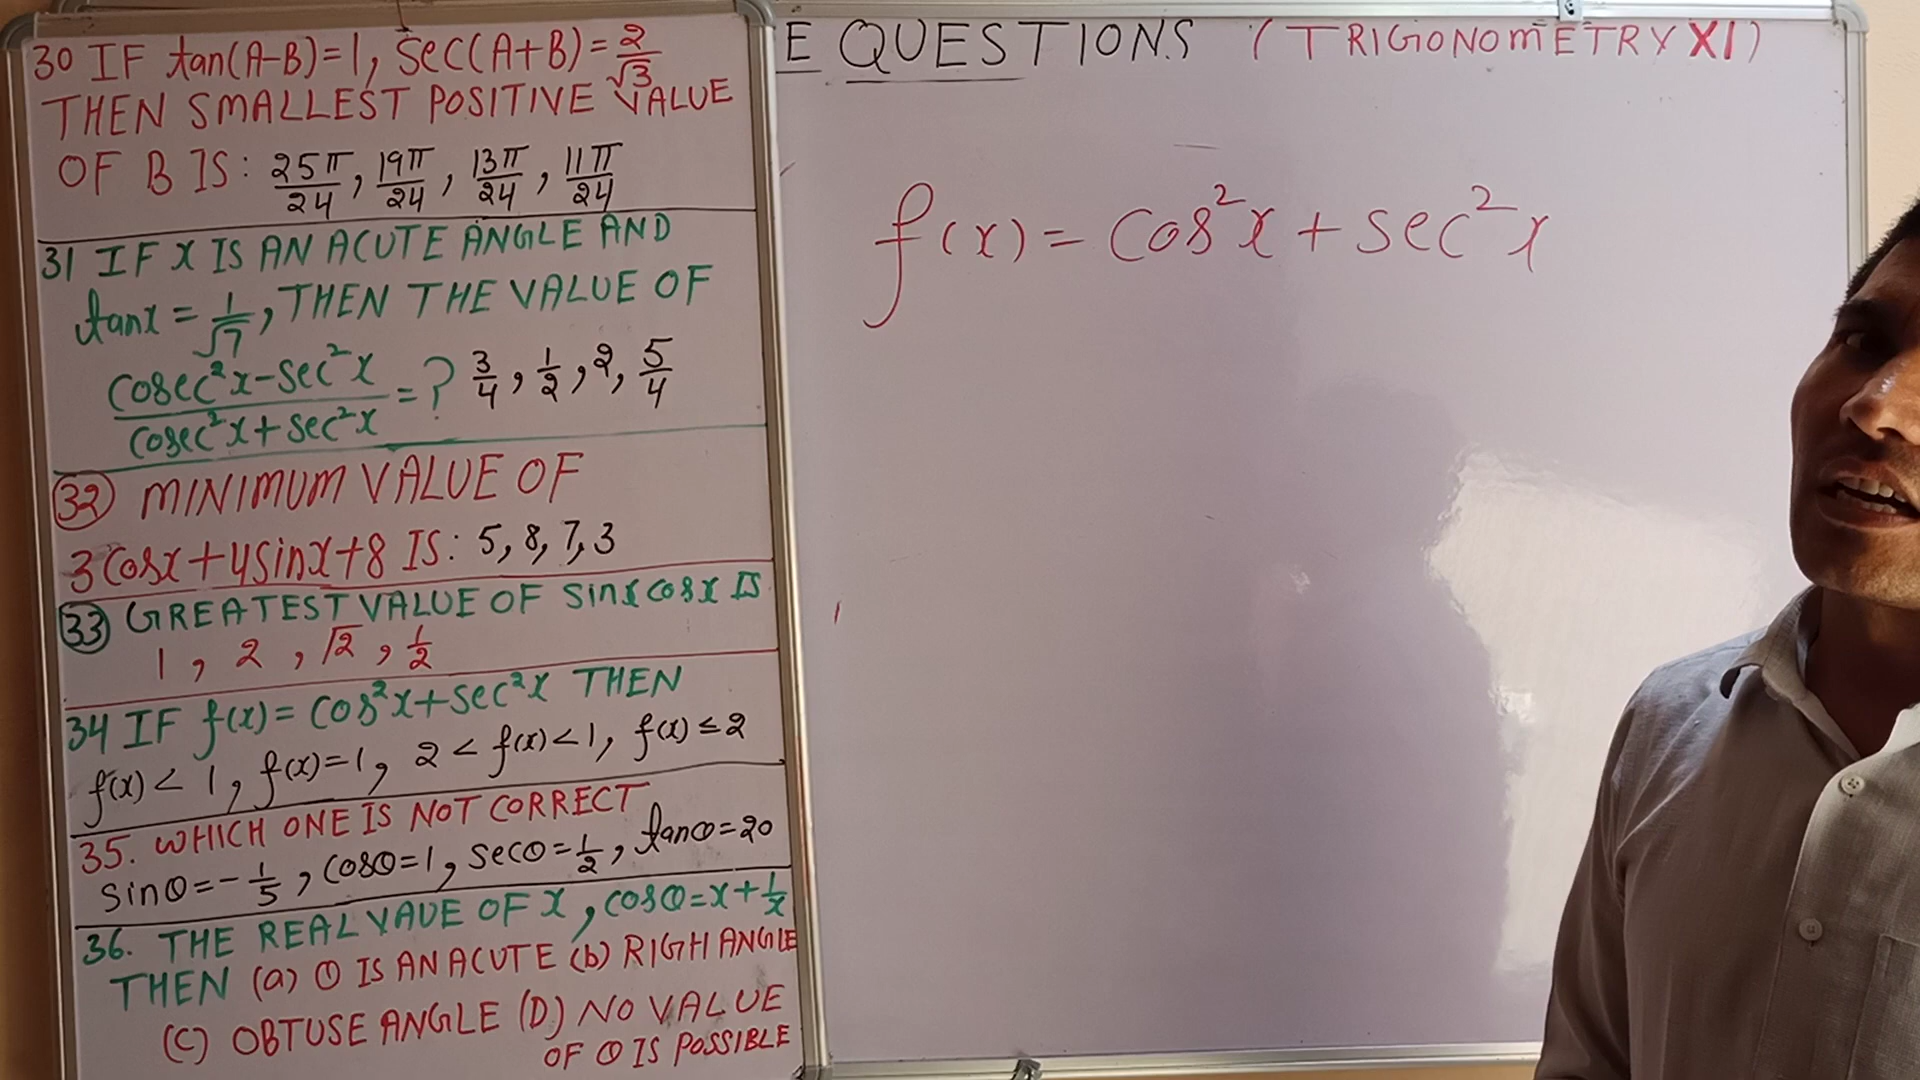 30 IF tan(A-B)=1, sec(A+B)=2/√3
THEN SMALLEST POSITIVE VALUE
OF B IS: 25π/24, 19π/24, 13π/24, 11π/24
31 IF X IS AN ACUTE ANGLE AND
tanx = 1/√7, THEN THE VALUE OF
cosec²x-sec²x/cosec²x+sec²x = ? 3/4, 1/2, 2, 5/4
32 MINIMUM VALUE OF
3cosx+4sinx+8 IS: 5, 8, 7, 3
33 GREATEST VALUE OF sinx cosx IS
1, 2, √2, 1/2
34 IF f(x)= cos²x+sec²x THEN
f(x) < 1, f(x)=1, 2 < f(x)<1, f(x) ≤ 2
35. WHICH ONE IS NOT CORRECT
sinθ=-1/5, cosθ=1, secθ=1/2, tanθ=20
36. THE REAL VAUE OF X, cosθ=x+1/x
THEN (a) θ IS AN ACUTE (b) RIGH ANGLE
(C) OBTUSE ANGLE (D) NO VALUE
OF θ IS POSSIBLE
E QUESTIONS (TRIGONOMETRY XI)
f(x) = cos²x + sec²x